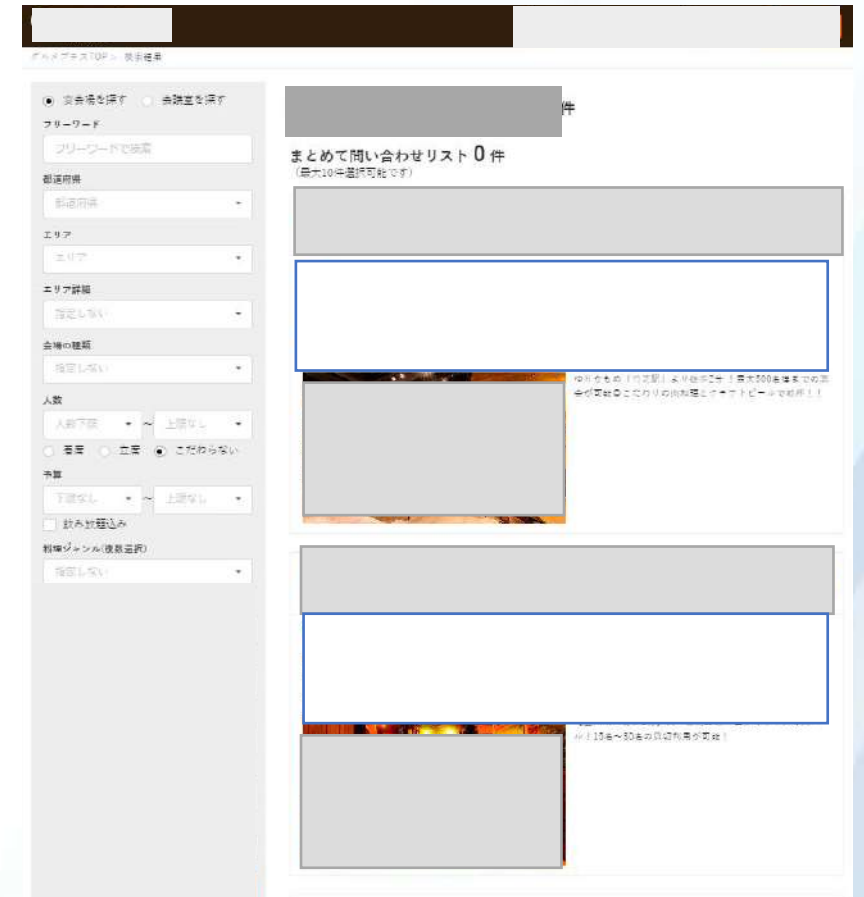 グルメプラスTOP > 検索結果
宴会場を探す 会議室を探す
フリーワード
フリーワードで検索
都道府県
都道府県
エリア
エリア
エリア詳細
指定しない
会場の種類
指定しない
人数
人数下限 ~ 上限なし
着席 立席 こだわらない
予算
下限なし ~ 上限なし
飲み放題込み
料理ジャンル(複数選択)
指定しない
件
まとめて問い合わせリスト 0 件
(最大10件選択可能です)
ゆりかもめ「竹芝駅」より徒歩2分!最大500名様までの宴
会が可能◎こだわりの肉料理とクラフトビールで乾杯!!
ル!15名~30名の貸切利用が可能!